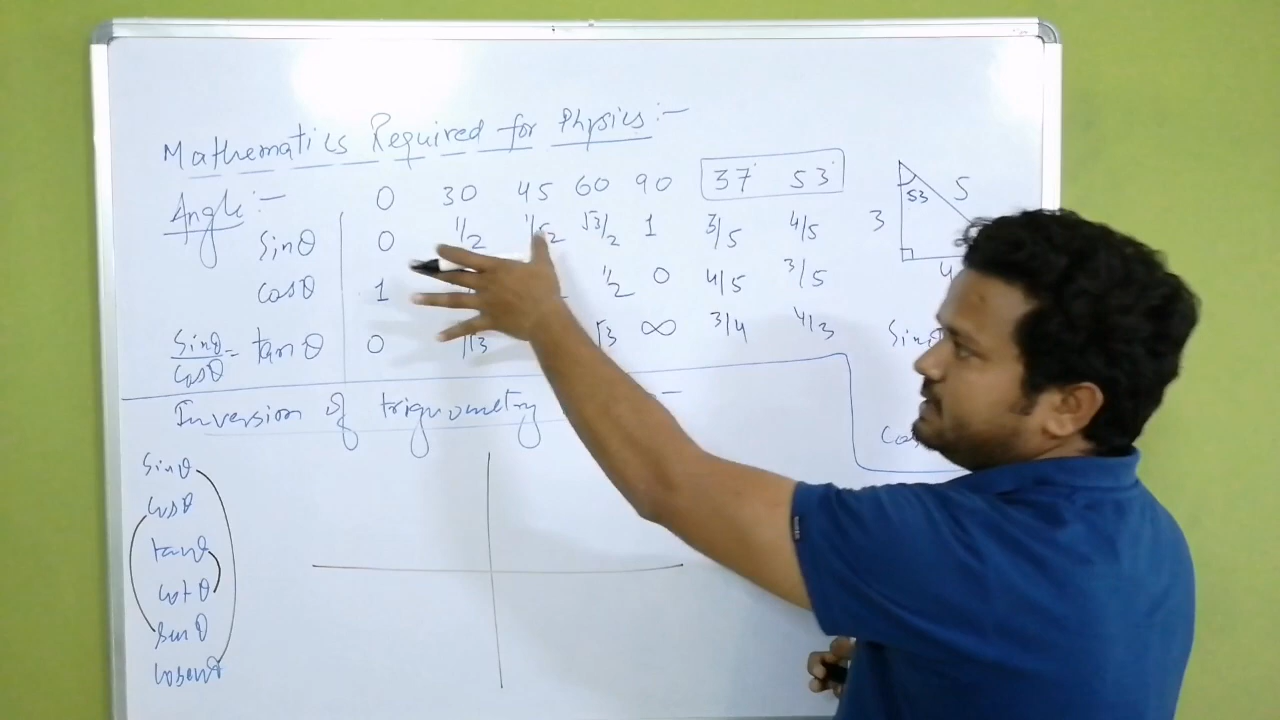 Mathematics Required for Physics:-
Angle:- 0 30 45 60 90 37° 53°
Sinθ 0 1/2 1/√2 √3/2 1 3/5 4/5
Cosθ 1 1/2 0 4/5 3/5
Sinθ/Cosθ = tanθ 0 1/√3 √3 ∞ 3/4 4/3
53 5
3
4
Sin
Cos
Inversion of trignometry
Sinθ
Cosθ
tanθ
Cotθ
Secθ
Cosecθ